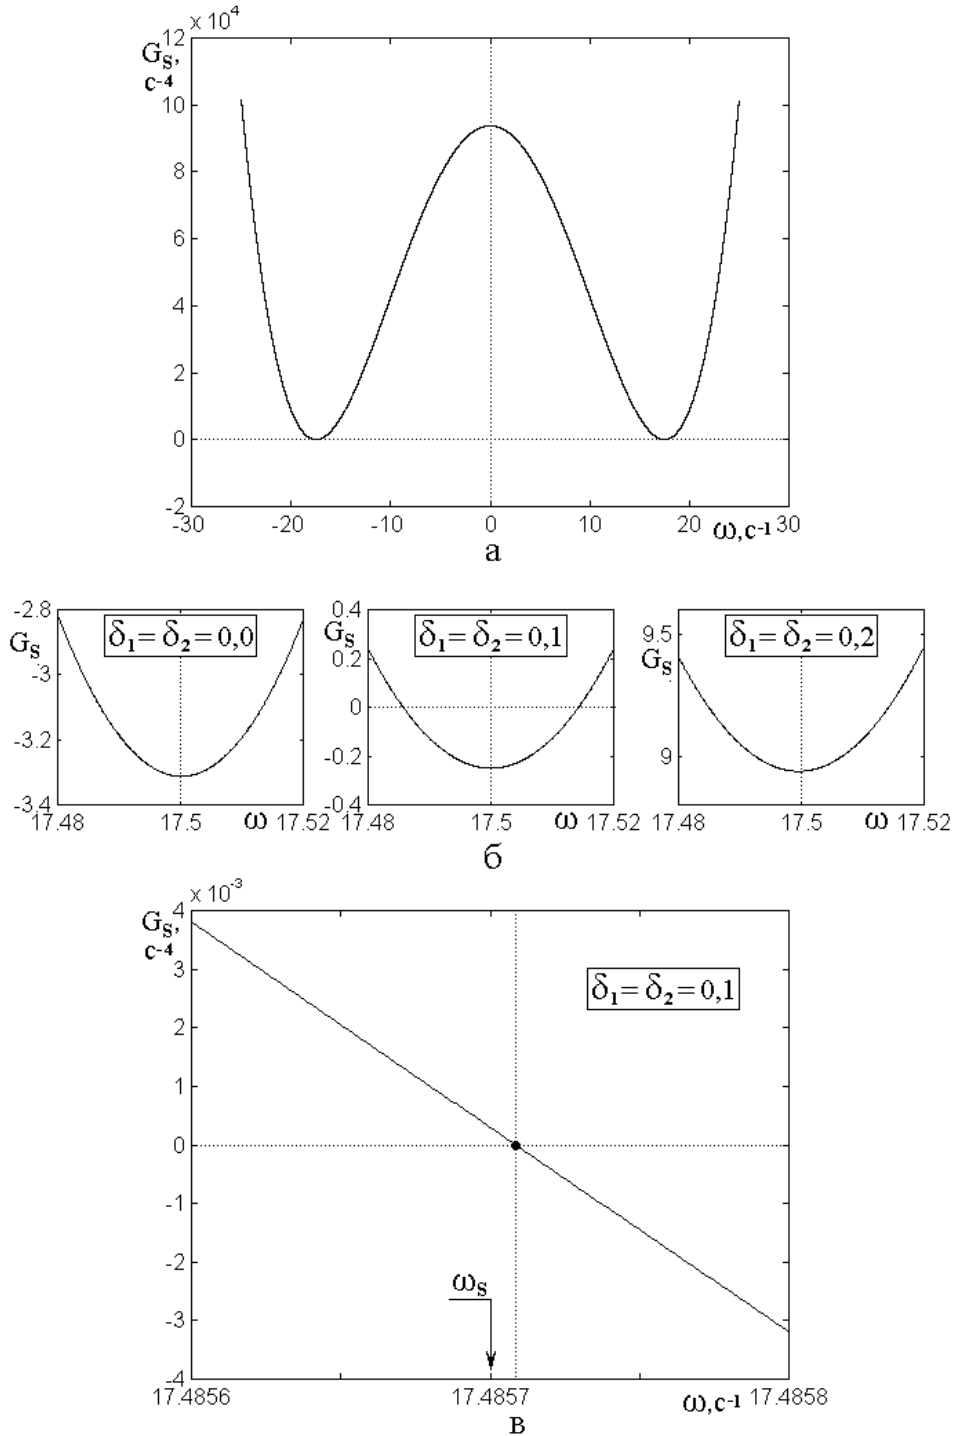 x 10⁴
G_S,
c⁻⁴
12
10
8
6
4
2
0
-2
-30 -20 -10 0 10 20 ω,c⁻¹ 30
а
-2.8
G_S
-3
-3.2
-3.4
δ₁= δ₂= 0,0
17.48 17.5 ω 17.52
0.4
G_S
0.2
0
-0.2
-0.4
δ₁= δ₂= 0,1
17.48 17.5 ω 17.52
9.5
G_S
9
δ₁= δ₂= 0,2
17.48 17.5 ω 17.52
б
x 10⁻³
G_S,
c⁻⁴
4
3
2
1
0
-1
-2
-3
-4
δ₁= δ₂= 0,1
ω_S
17.4856 17.4857 ω,c⁻¹ 17.4858
в